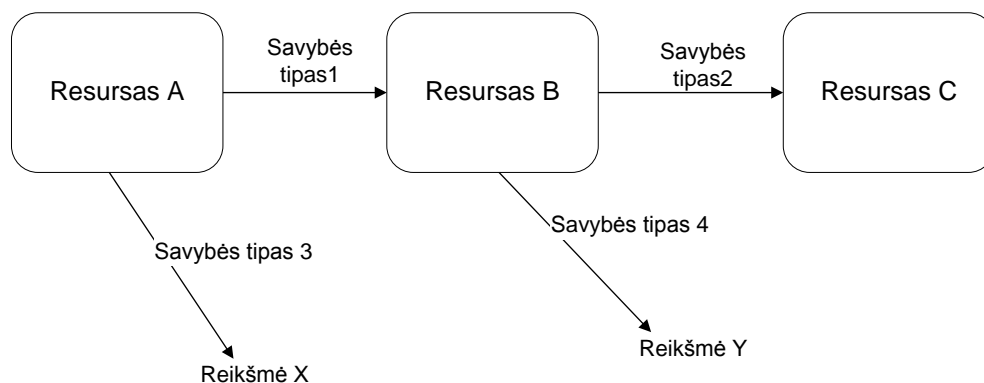 Resursas A
Savybės
tipas1
Resursas B
Savybės
tipas2
Resursas C
Savybės tipas 3
Savybės tipas 4
Reikšmė X
Reikšmė Y